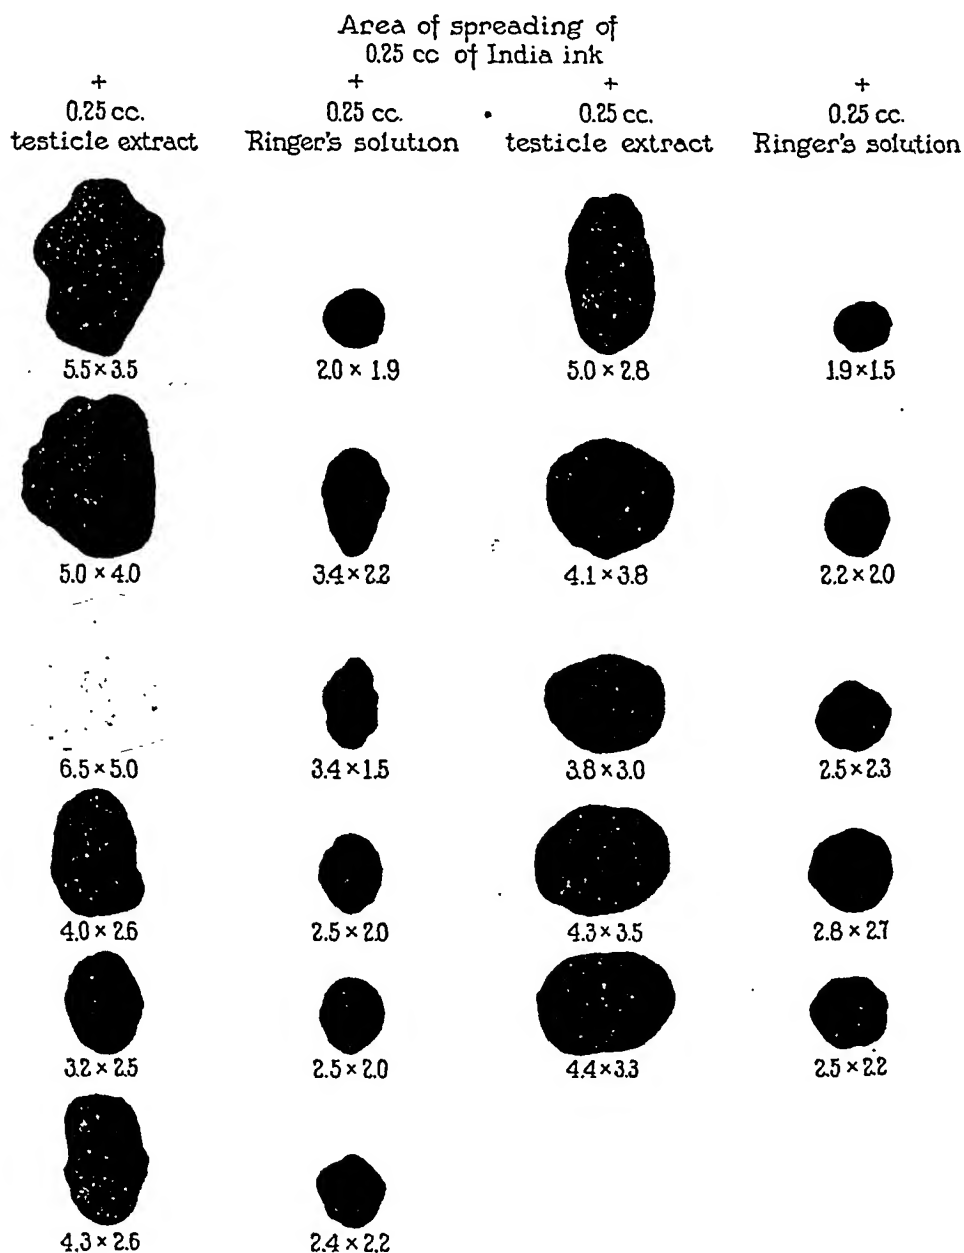 Area of spreading of
0.25 cc of India ink
+ + + +
0.25 cc. 0.25 cc. 0.25 cc. 0.25 cc.
testicle extract Ringer's solution testicle extract Ringer's solution
5.5 × 3.5 2.0 × 1.9 5.0 × 2.8 1.9 × 1.5
5.0 × 4.0 3.4 × 2.2 4.1 × 3.8 2.2 × 2.0
6.5 × 5.0 3.4 × 1.5 3.8 × 3.0 2.5 × 2.3
4.0 × 2.6 2.5 × 2.0 4.3 × 3.5 2.8 × 2.7
3.2 × 2.5 2.5 × 2.0 4.4 × 3.3 2.5 × 2.2
4.3 × 2.6 2.4 × 2.2